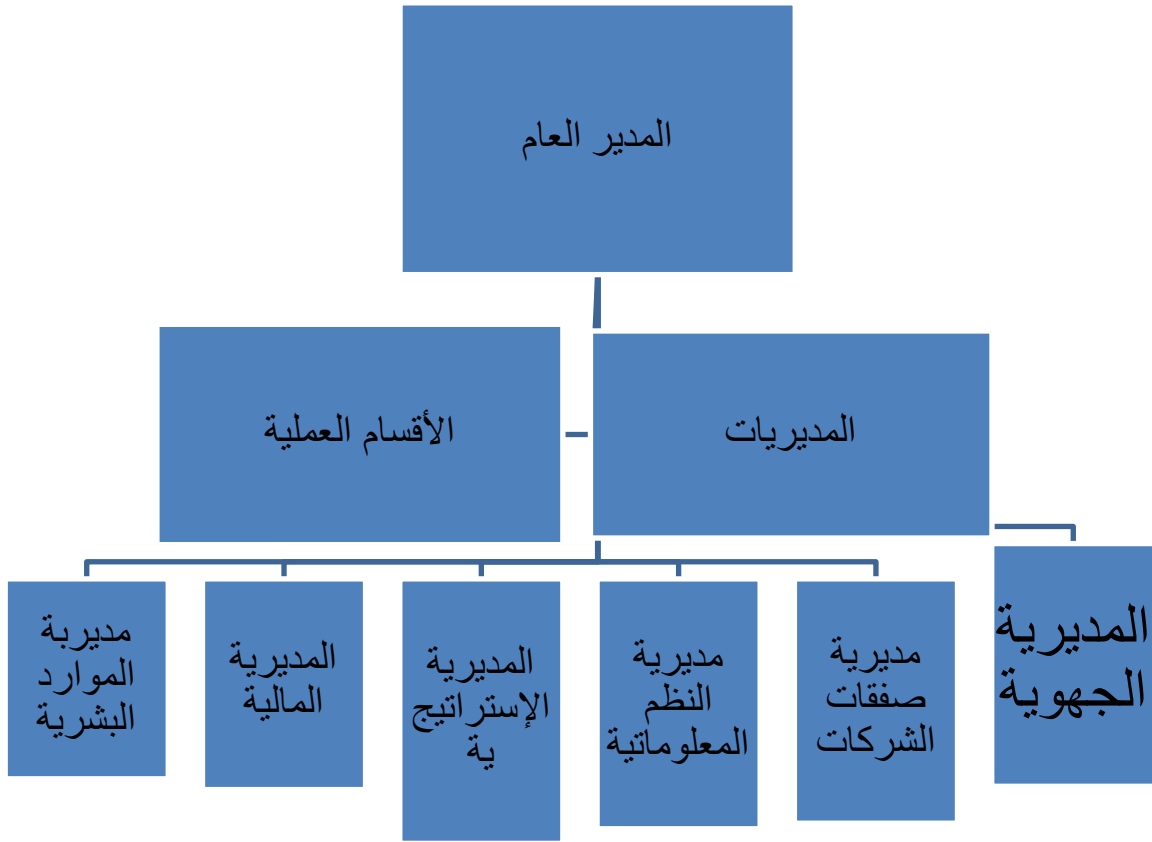 المدير العام
المديريات
الأقسام العملية
المديرية
الجهوية
مديرية
صفقات
الشركات
مديرية
النظم
المعلوماتية
المديرية
الإستراتيج
ية
المديرية
المالية
مديربة
الموارد
البشرية